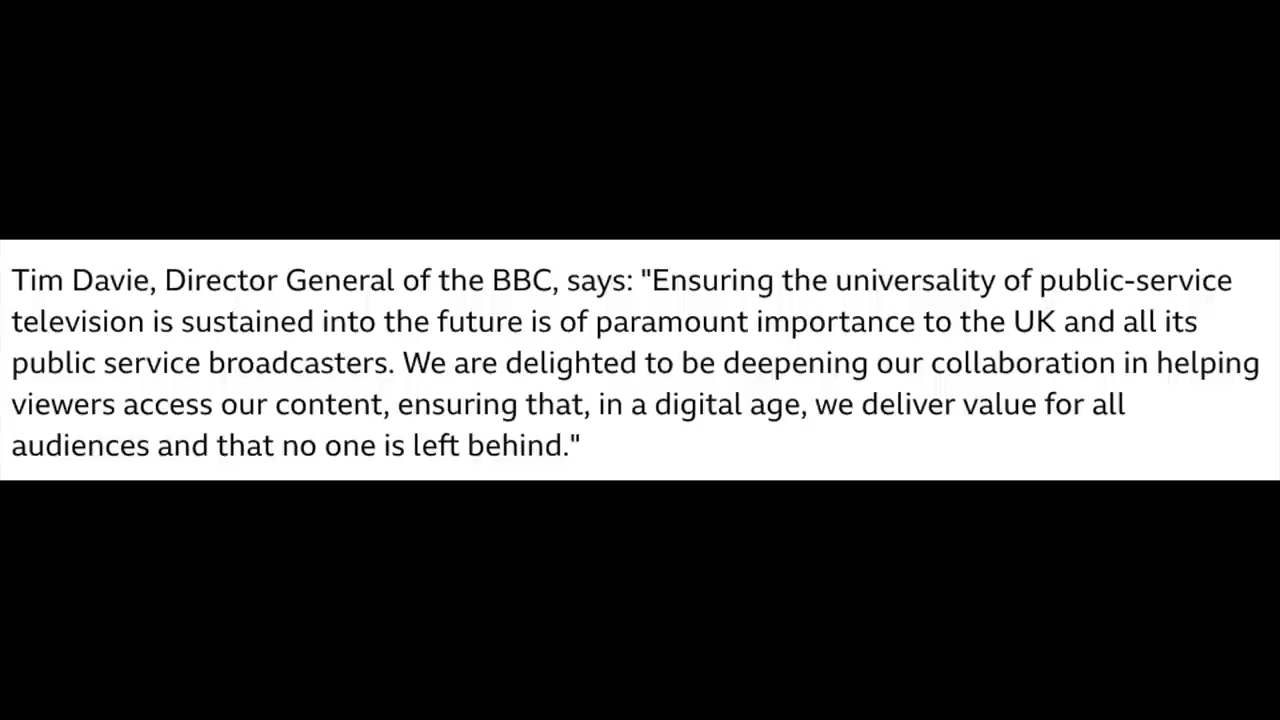 Tim Davie, Director General of the BBC, says: "Ensuring the universality of public-service
television is sustained into the future is of paramount importance to the UK and all its
public service broadcasters. We are delighted to be deepening our collaboration in helping
viewers access our content, ensuring that, in a digital age, we deliver value for all
audiences and that no one is left behind."